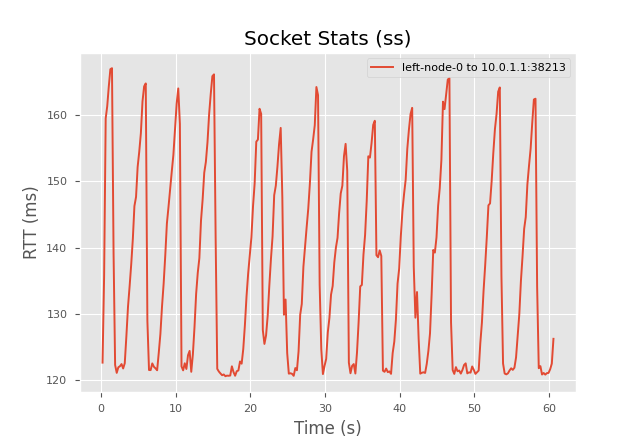 Socket Stats (ss)
left-node-0 to 10.0.1.1:38213
RTT (ms)
160
150
140
130
120
0 10 20 30 40 50 60
Time (s)